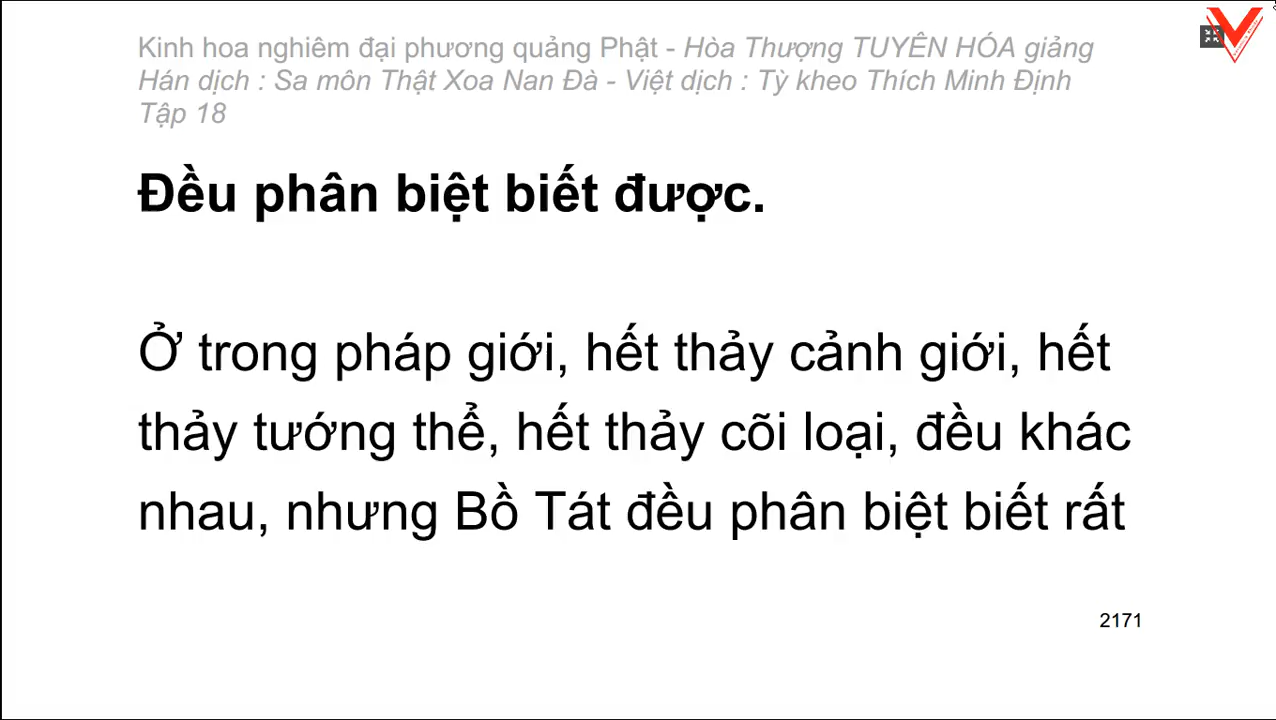 Kinh hoa nghiêm đại phương quảng Phật - Hòa Thượng TUYÊN HÓA giảng
Hán dịch : Sa môn Thật Xoa Nan Đà - Việt dịch : Tỳ kheo Thích Minh Định
Tập 18
Đều phân biệt biết được.
Ở trong pháp giới, hết thảy cảnh giới, hết
thảy tướng thể, hết thảy cõi loại, đều khác
nhau, nhưng Bồ Tát đều phân biệt biết rất
2171